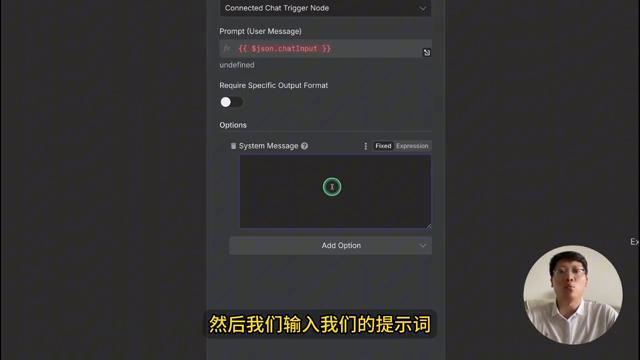 Connected Chat Trigger Node
Prompt (User Message)
fx {{ $json.chatInput }}
undefined
Require Specific Output Format
Options
System Message
Fixed Expression
Add Option
Ex
然后我们输入我们的提示词